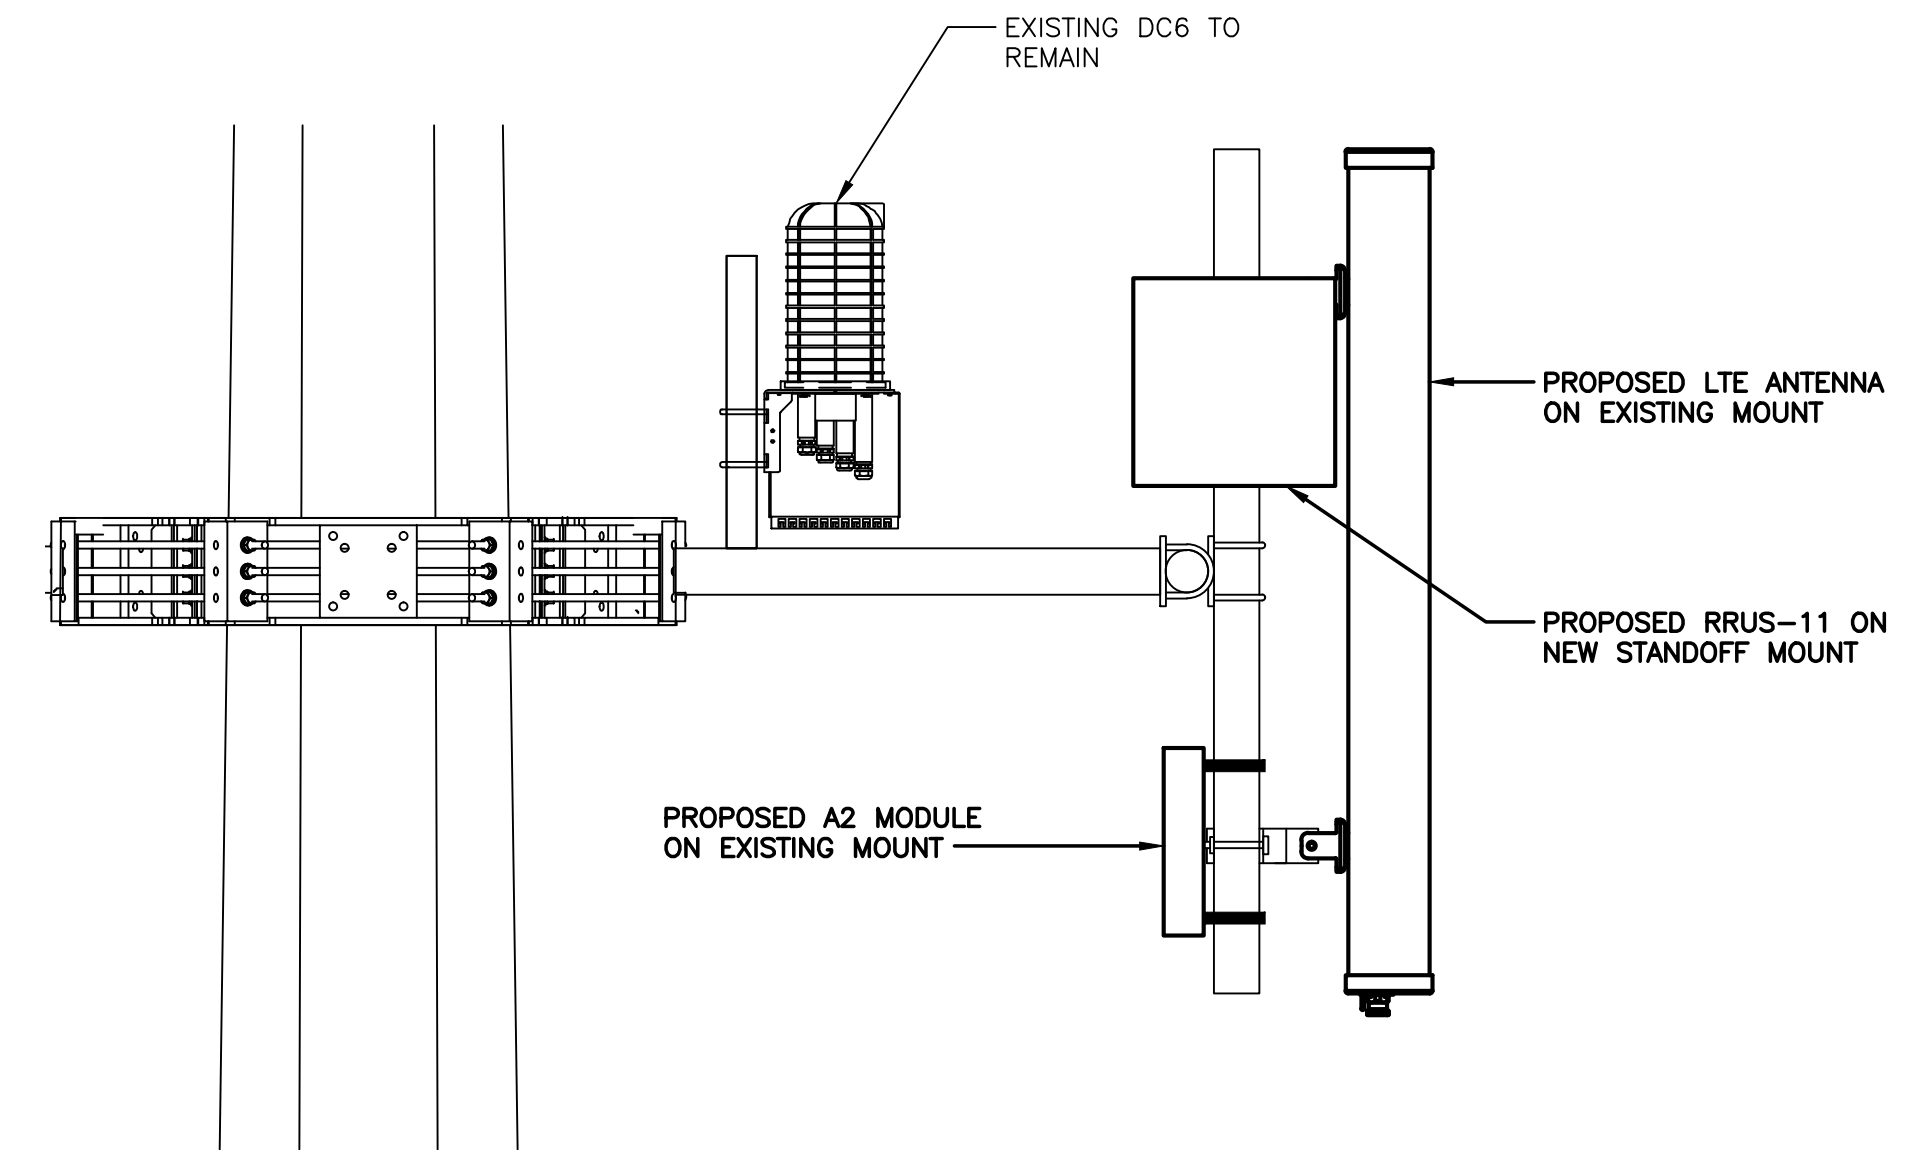 EXISTING DC6 TO
REMAIN
PROPOSED LTE ANTENNA
ON EXISTING MOUNT
PROPOSED RRUS-11 ON
NEW STANDOFF MOUNT
PROPOSED A2 MODULE
ON EXISTING MOUNT